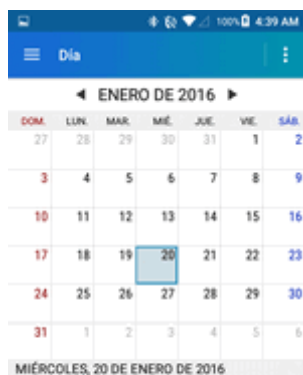 100% 4:39 AM
Día
ENERO DE 2016
DOM. LUN. MAR. MIÉ. JUE. VIE. SÁB.
27 28 29 30 31 1 2
3 4 5 6 7 8 9
10 11 12 13 14 15 16
17 18 19 20 21 22 23
24 25 26 27 28 29 30
31 1 2 3 4 5 6
MIÉRCOLES, 20 DE ENERO DE 2016